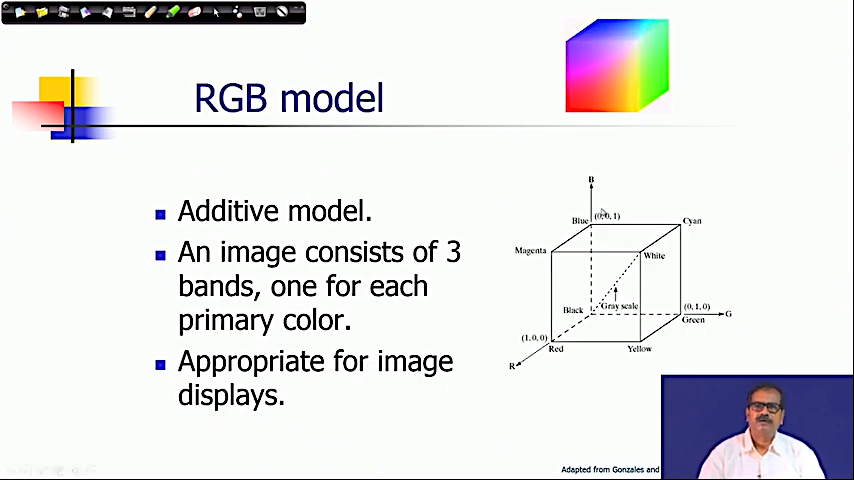 RGB model
Additive model.
An image consists of 3
bands, one for each
primary color.
Appropriate for image
displays.
B
Blue
(0,0,1)
Cyan
Magenta
White
Black
Gray scale
(0,1,0)
Green
G
(1,0,0)
Red
Yellow
R
Adapted from Gonzales and